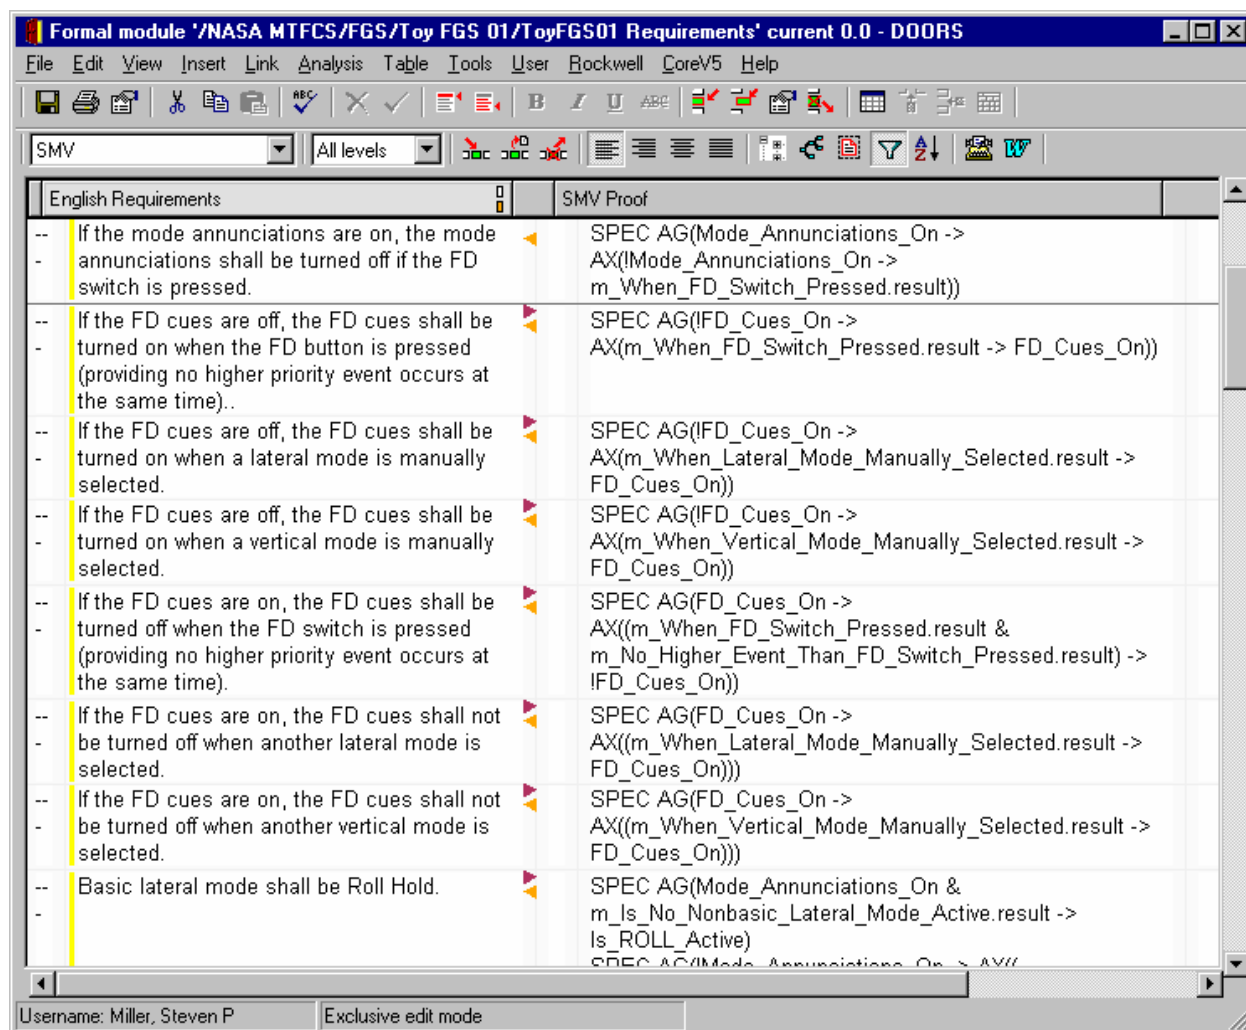 Formal module '/NASA MTFCS/FGS/Toy FGS 01/ToyFGS01 Requirements' current 0.0 - DOORS
File Edit View Insert Link Analysis Table Tools User Rockwell CoreV5 Help
SMV All levels
English Requirements SMV Proof
If the mode annunciations are on, the mode
annunciations shall be turned off if the FD
switch is pressed.
SPEC AG(Mode_Annunciations_On ->
AX(!Mode_Annunciations_On ->
m_When_FD_Switch_Pressed.result))
If the FD cues are off, the FD cues shall be
turned on when the FD button is pressed
(providing no higher priority event occurs at
the same time)..
SPEC AG(!FD_Cues_On ->
AX(m_When_FD_Switch_Pressed.result -> FD_Cues_On))
If the FD cues are off, the FD cues shall be
turned on when a lateral mode is manually
selected.
SPEC AG(!FD_Cues_On ->
AX(m_When_Lateral_Mode_Manually_Selected.result ->
FD_Cues_On))
If the FD cues are off, the FD cues shall be
turned on when a vertical mode is manually
selected.
SPEC AG(!FD_Cues_On ->
AX(m_When_Vertical_Mode_Manually_Selected.result ->
FD_Cues_On))
If the FD cues are on, the FD cues shall be
turned off when the FD switch is pressed
(providing no higher priority event occurs at
the same time).
SPEC AG(FD_Cues_On ->
AX((m_When_FD_Switch_Pressed.result &
m_No_Higher_Event_Than_FD_Switch_Pressed.result) ->
!FD_Cues_On))
If the FD cues are on, the FD cues shall not
be turned off when another lateral mode is
selected.
SPEC AG(FD_Cues_On ->
AX((m_When_Lateral_Mode_Manually_Selected.result ->
FD_Cues_On)))
If the FD cues are on, the FD cues shall not
be turned off when another vertical mode is
selected.
SPEC AG(FD_Cues_On ->
AX((m_When_Vertical_Mode_Manually_Selected.result ->
FD_Cues_On)))
Basic lateral mode shall be Roll Hold.
SPEC AG(Mode_Annunciations_On &
m_Is_No_Nonbasic_Lateral_Mode_Active.result ->
Is_ROLL_Active)
SPEC AG(!Mode_Annunciations_On -> AX((
Username: Miller, Steven P Exclusive edit mode